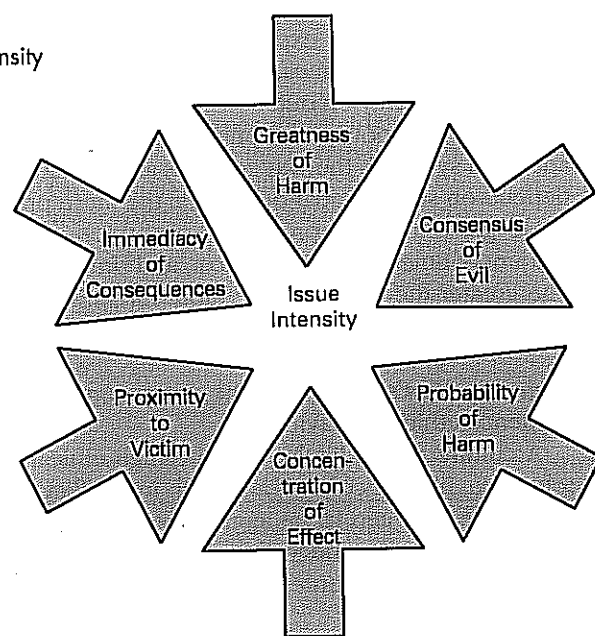 nsity
Greatness
of
Harm
Consensus
of
Evil
Immediacy
of
Consequences
Issue
Intensity
Proximity
to
Victim
Probability
of
Harm
Concen-
tration
of
Effect